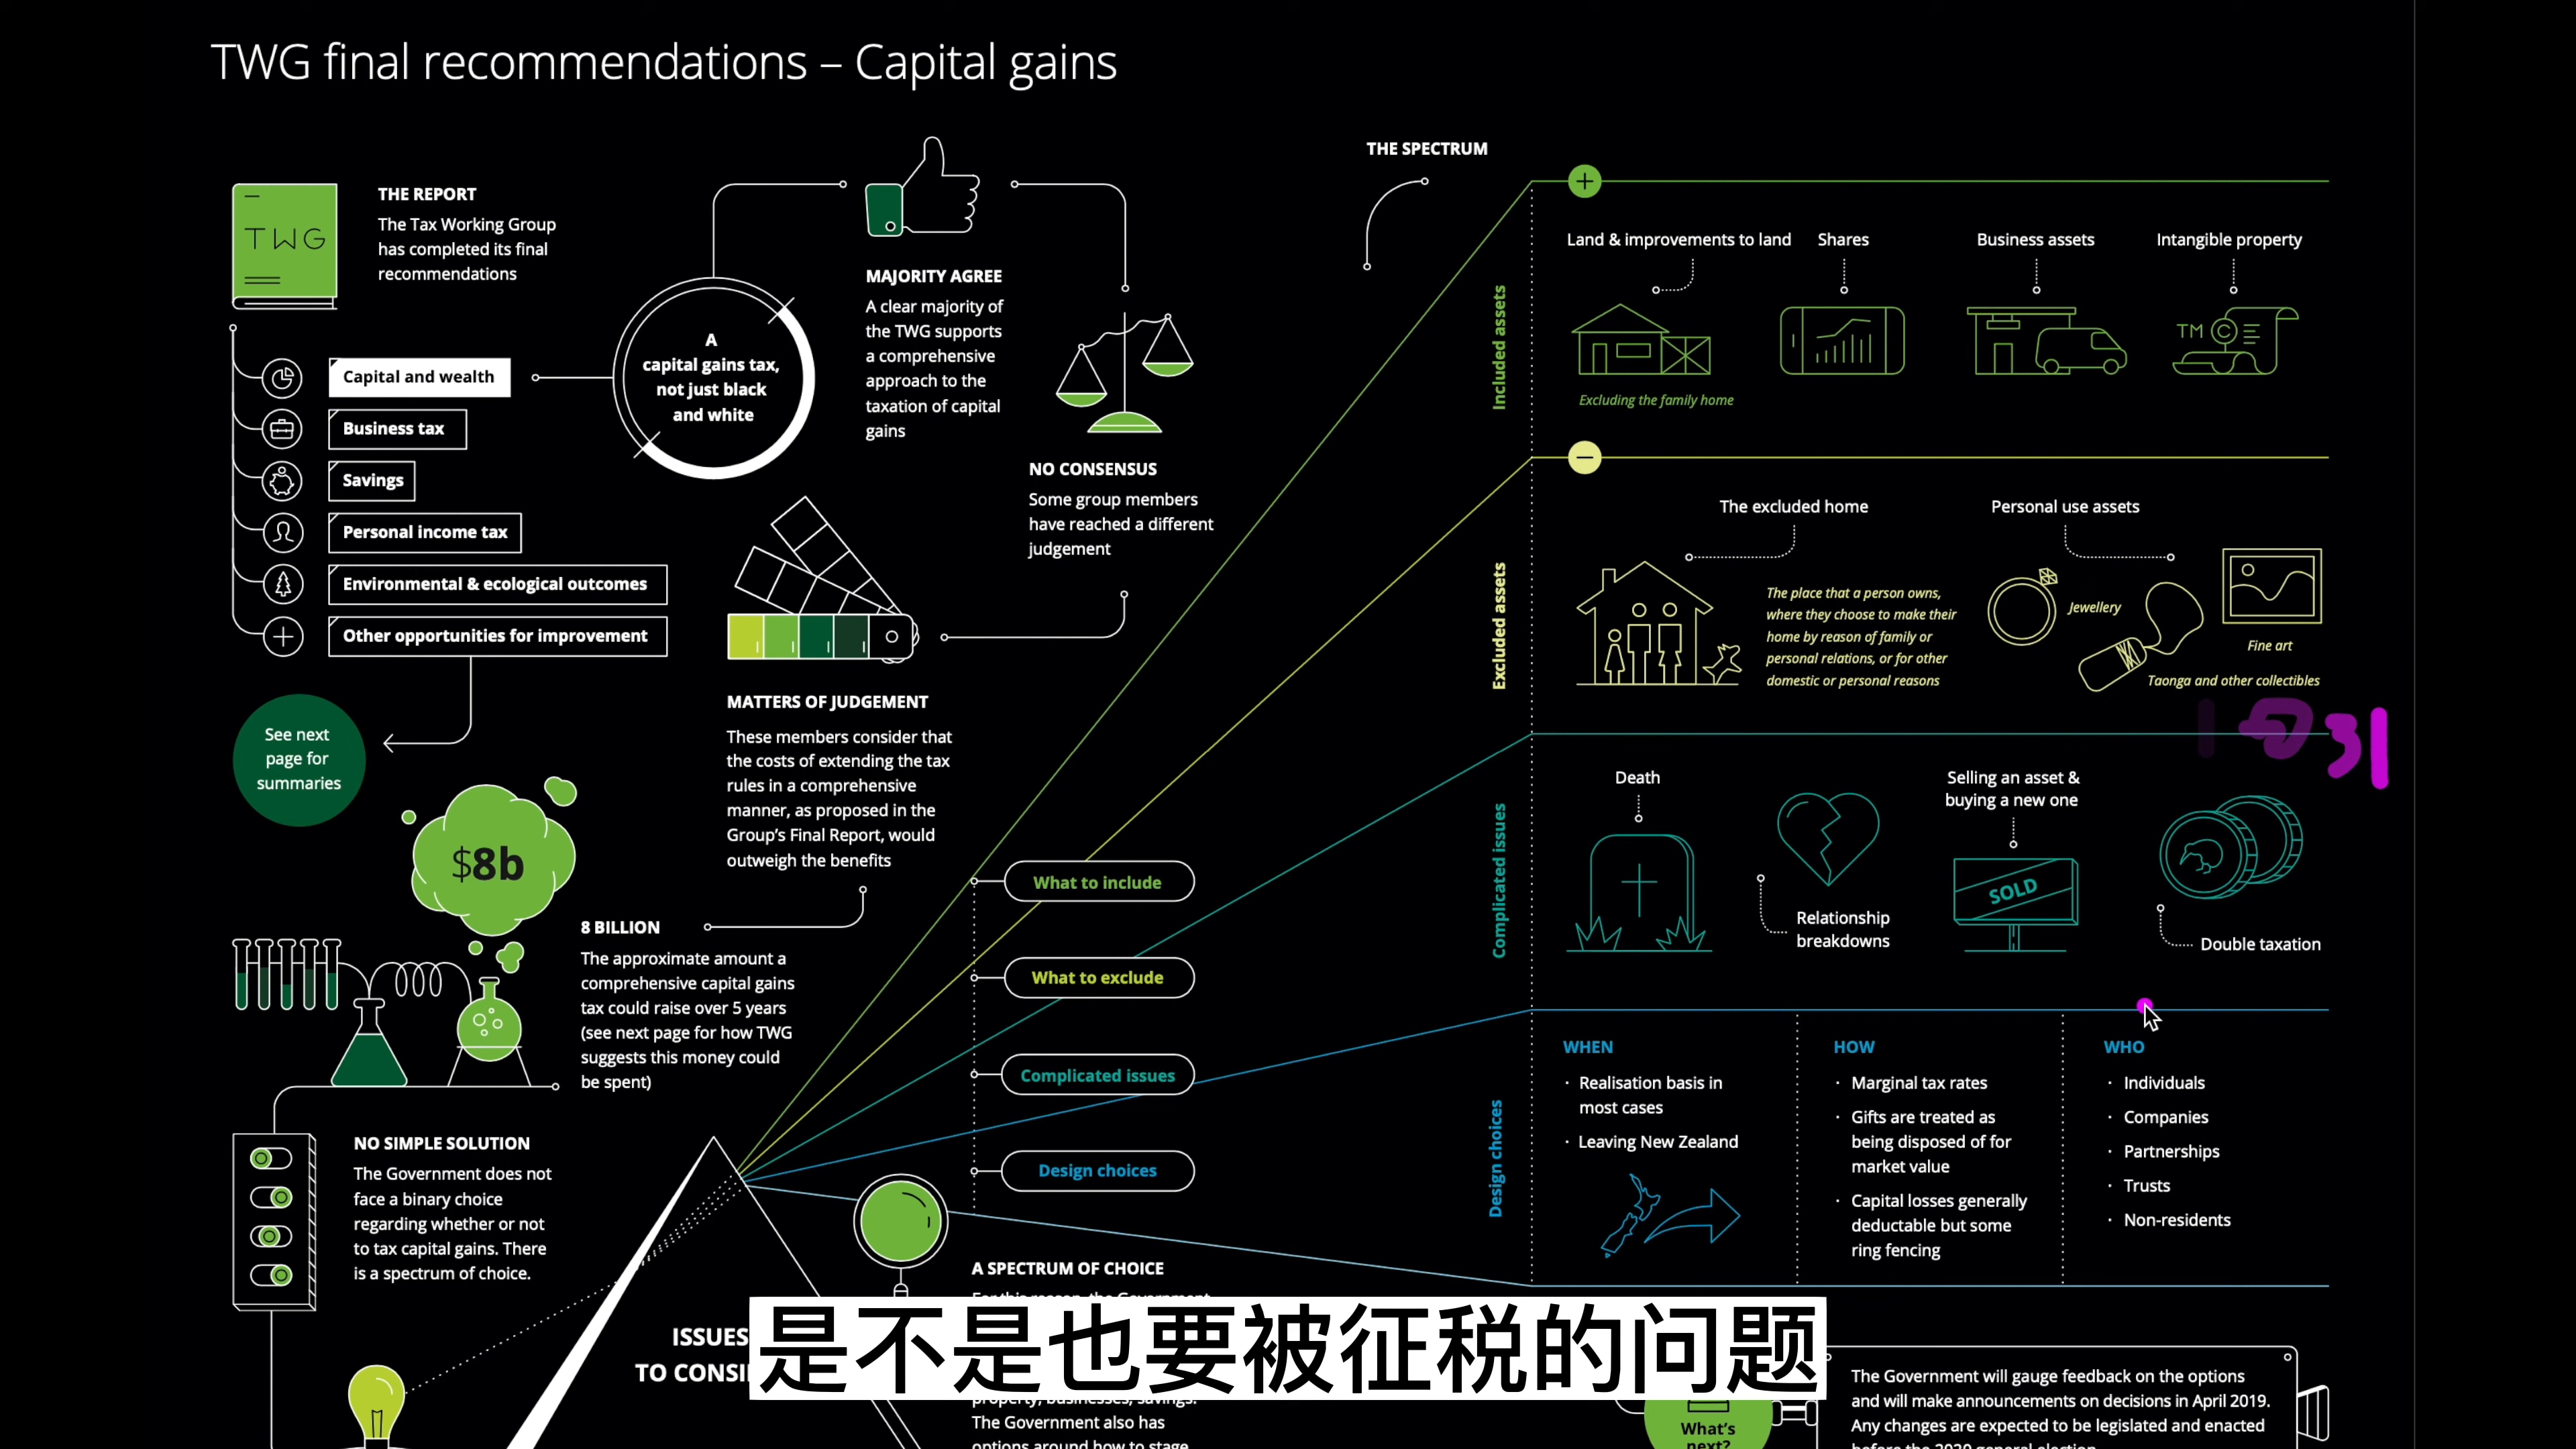 TWG final recommendations – Capital gains
TWG
THE REPORT
The Tax Working Group
has completed its final
recommendations
Capital and wealth
Business tax
Savings
Personal income tax
Environmental & ecological outcomes
Other opportunities for improvement
See next
page for
summaries
A
capital gains tax,
not just black
and white
MAJORITY AGREE
A clear majority of
the TWG supports
a comprehensive
approach to the
taxation of capital
gains
NO CONSENSUS
Some group members
have reached a different
judgement
MATTERS OF JUDGEMENT
These members consider that
the costs of extending the tax
rules in a comprehensive
manner, as proposed in the
Group's Final Report, would
outweigh the benefits
$8b
8 BILLION
The approximate amount a
comprehensive capital gains
tax could raise over 5 years
(see next page for how TWG
suggests this money could
be spent)
NO SIMPLE SOLUTION
The Government does not
face a binary choice
regarding whether or not
to tax capital gains. There
is a spectrum of choice.
ISSUES
TO
What to include
What to exclude
Complicated issues
Design choices
A SPECTRUM OF CHOICE
The Government also has
THE SPECTRUM
Included assets
Land & improvements to land
Shares
Business assets
Intangible property
TM ©
Excluding the family home
Excluded assets
The excluded home
Personal use assets
The place that a person owns,
where they choose to make their
home by reason of family or
personal relations, or for other
domestic or personal reasons
Jewellery
Fine art
Taonga and other collectibles
Complicated issues
Death
Relationship
breakdowns
Selling an asset &
buying a new one
SOLD
Double taxation
Design choices
WHEN
· Realisation basis in
most cases
· Leaving New Zealand
HOW
· Marginal tax rates
· Gifts are treated as
being disposed of for
market value
· Capital losses generally
deductable but some
ring fencing
WHO
· Individuals
· Companies
· Partnerships
· Trusts
· Non-residents
是不是也要被征税的问题
What's
next?
The Government will gauge feedback on the options
and will make announcements on decisions in April 2019.
Any changes are expected to be legislated and enacted